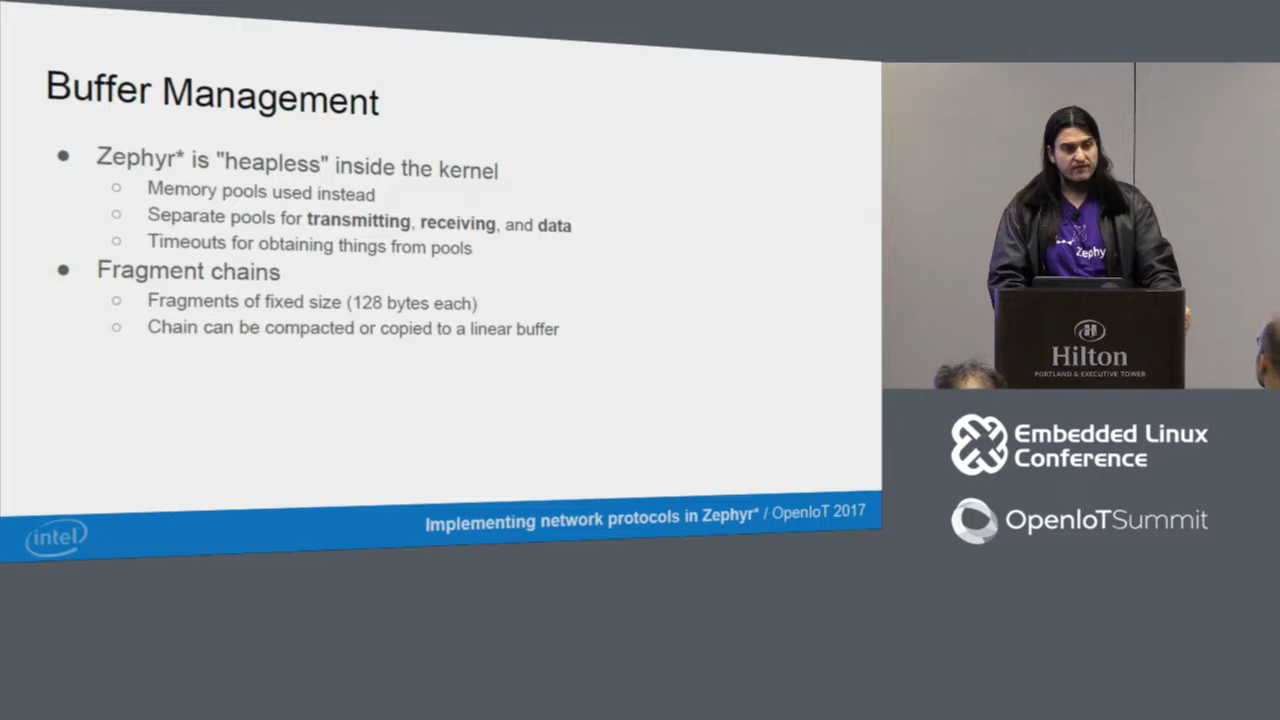 Buffer Management
● Zephyr* is "heapless" inside the kernel
○ Memory pools used instead
○ Separate pools for transmitting, receiving, and data
○ Timeouts for obtaining things from pools
● Fragment chains
○ Fragments of fixed size (128 bytes each)
○ Chain can be compacted or copied to a linear buffer
intel
Implementing network protocols in Zephyr* / OpenIoT 2017
Zephy
Hilton
PORTLAND & EXECUTIVE TOWER
Embedded Linux
Conference
OpenIoTSummit